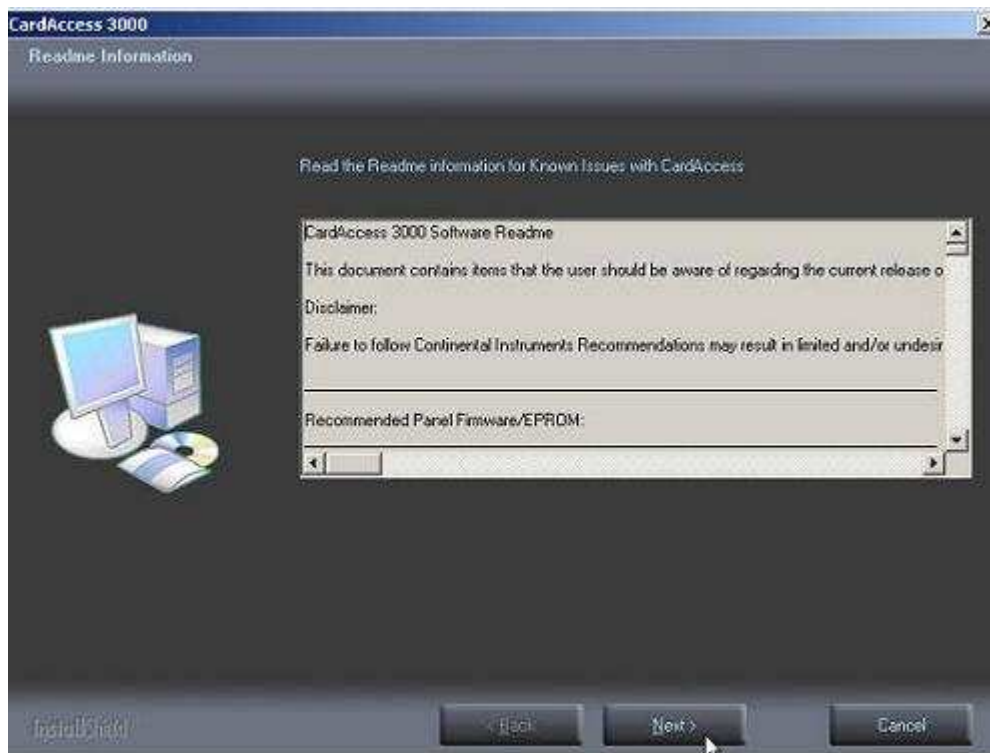 CardAccess 3000
Readme Information
Read the Readme information for Known Issues with CardAccess
CardAccess 3000 Software Readme
This document contains items that the user should be aware of regarding the current release o
Disclaimer:
Failure to follow Continental Instruments Recommendations may result in limited and/or undesir
Recommended Panel Firmware/EPROM:
InstallShield
< Back
Next >
Cancel